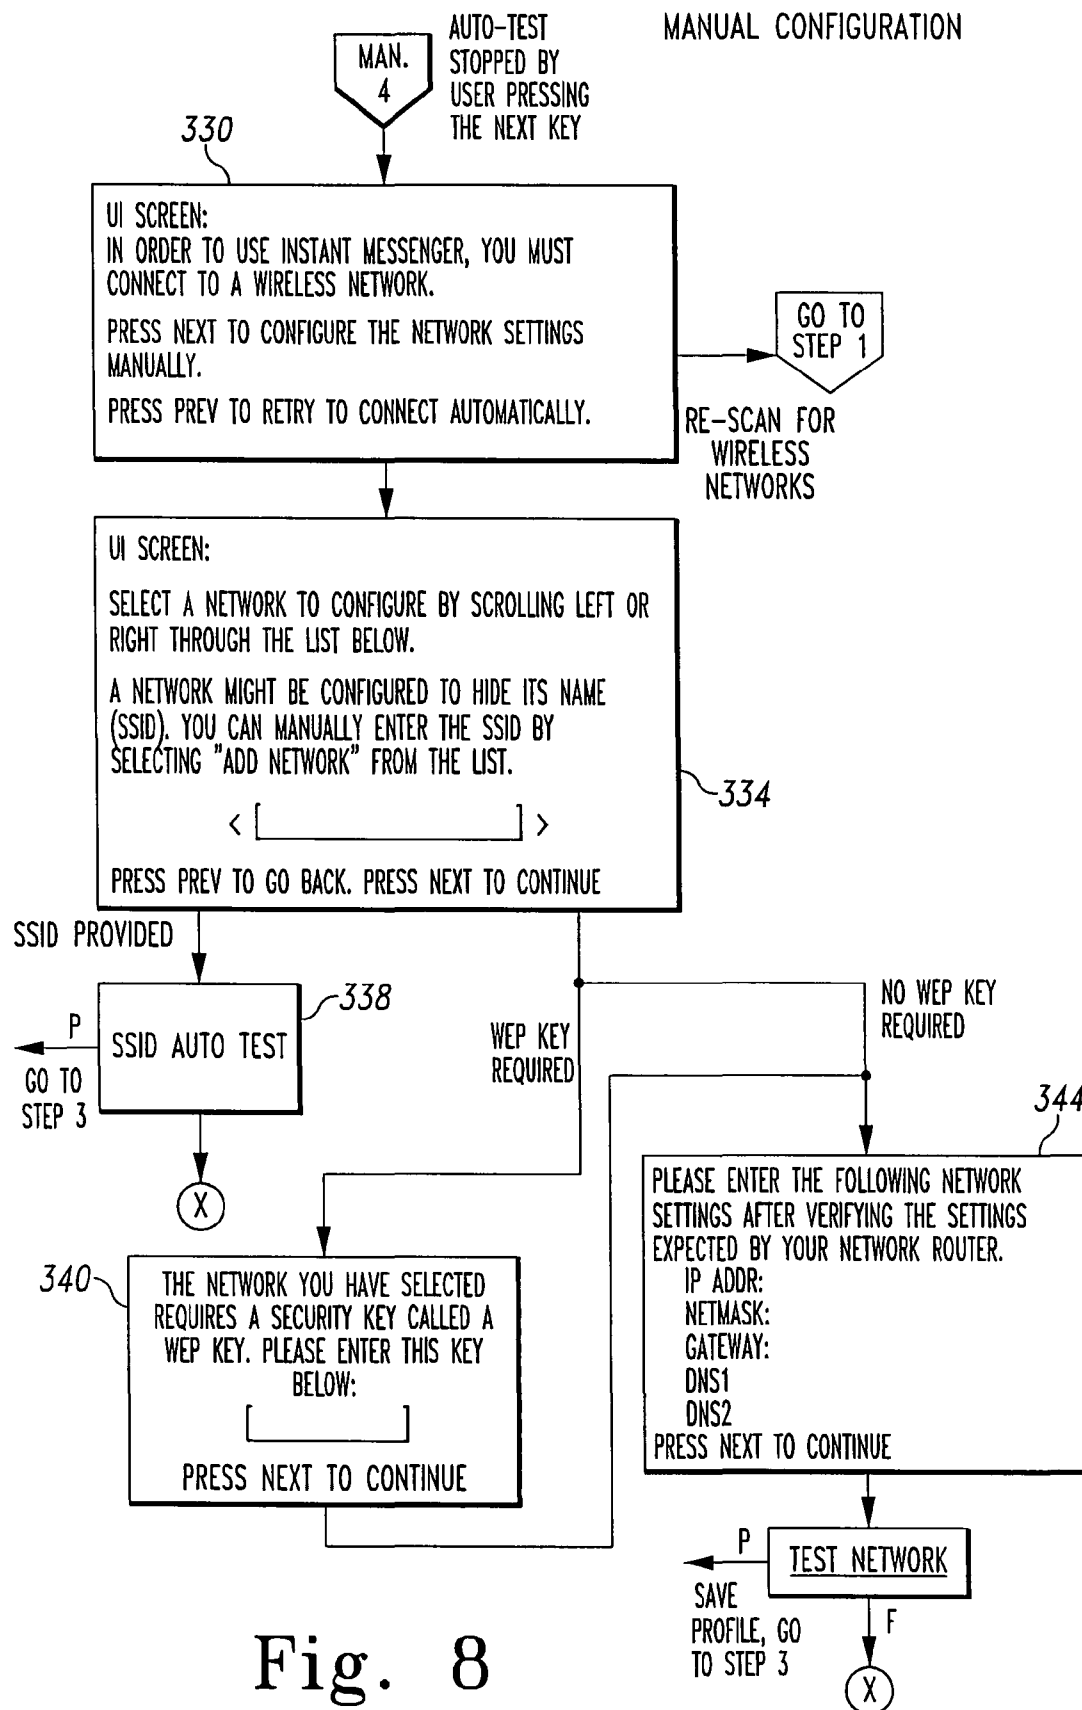 MANUAL CONFIGURATION
MAN.
4
AUTO-TEST
STOPPED BY
USER PRESSING
THE NEXT KEY
330
UI SCREEN:
IN ORDER TO USE INSTANT MESSENGER, YOU MUST
CONNECT TO A WIRELESS NETWORK.
PRESS NEXT TO CONFIGURE THE NETWORK SETTINGS
MANUALLY.
PRESS PREV TO RETRY TO CONNECT AUTOMATICALLY.
GO TO
STEP 1
RE-SCAN FOR
WIRELESS
NETWORKS
UI SCREEN:
SELECT A NETWORK TO CONFIGURE BY SCROLLING LEFT OR
RIGHT THROUGH THE LIST BELOW.
A NETWORK MIGHT BE CONFIGURED TO HIDE ITS NAME
(SSID). YOU CAN MANUALLY ENTER THE SSID BY
SELECTING "ADD NETWORK" FROM THE LIST.
< [ ] >
PRESS PREV TO GO BACK. PRESS NEXT TO CONTINUE
334
SSID PROVIDED
338
SSID AUTO TEST
P
GO TO
STEP 3
X
WEP KEY
REQUIRED
NO WEP KEY
REQUIRED
340
THE NETWORK YOU HAVE SELECTED
REQUIRES A SECURITY KEY CALLED A
WEP KEY. PLEASE ENTER THIS KEY
BELOW:
[ ]
PRESS NEXT TO CONTINUE
344
PLEASE ENTER THE FOLLOWING NETWORK
SETTINGS AFTER VERIFYING THE SETTINGS
EXPECTED BY YOUR NETWORK ROUTER.
IP ADDR:
NETMASK:
GATEWAY:
DNS1
DNS2
PRESS NEXT TO CONTINUE
TEST NETWORK
P
SAVE
PROFILE, GO
TO STEP 3
F
X
Fig. 8